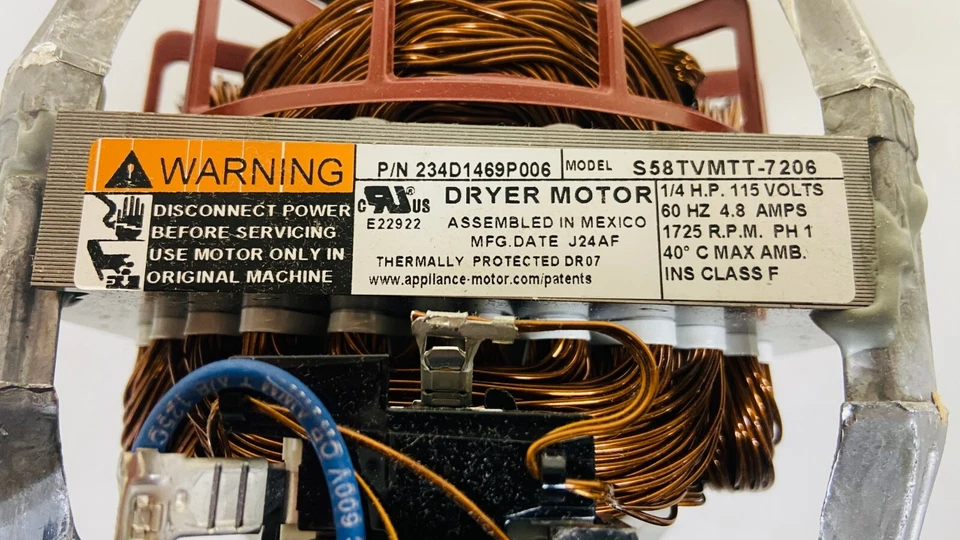 WARNING
DISCONNECT POWER
BEFORE SERVICING
USE MOTOR ONLY IN
ORIGINAL MACHINE
P/N 234D1469P006
MODEL S58TVMTT-7206
c RU US
E22922
DRYER MOTOR
ASSEMBLED IN MEXICO
MFG.DATE J24AF
THERMALLY PROTECTED DR07
www.appliance-motor.com/patents
1/4 H.P. 115 VOLTS
60 HZ 4.8 AMPS
1725 R.P.M. PH 1
40° C MAX AMB.
INS CLASS F
600V